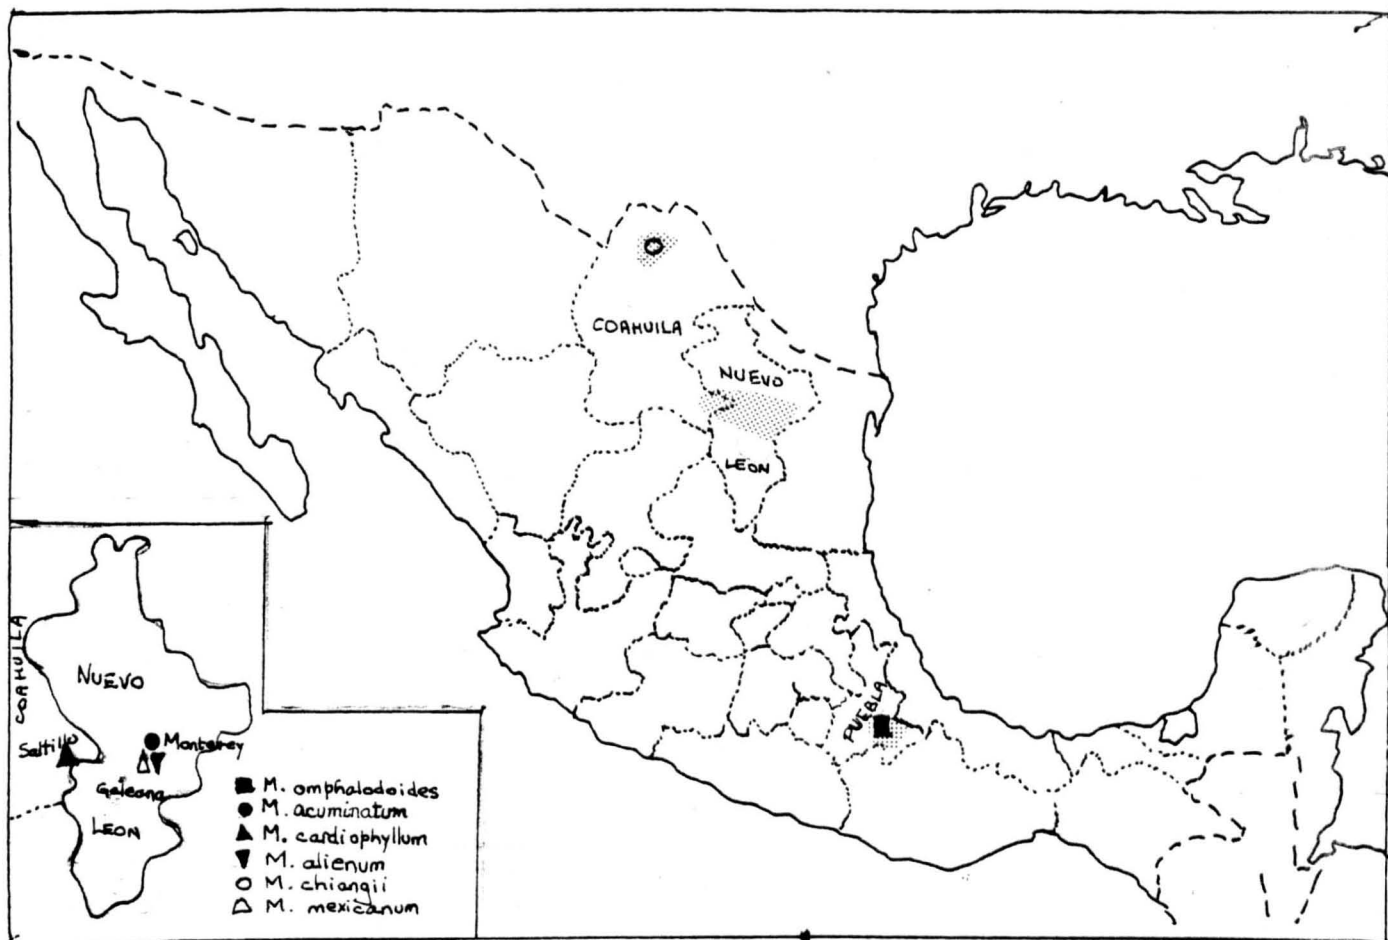 COAHUILA
NUEVO
LEON
PUEBLA
COAHUILA
NUEVO
Saltillo
Monterey
Galeana
LEON
M. omphalodoides
M. acuminatum
M. cardiophyllum
M. alienum
M. chiangii
M. mexicanum